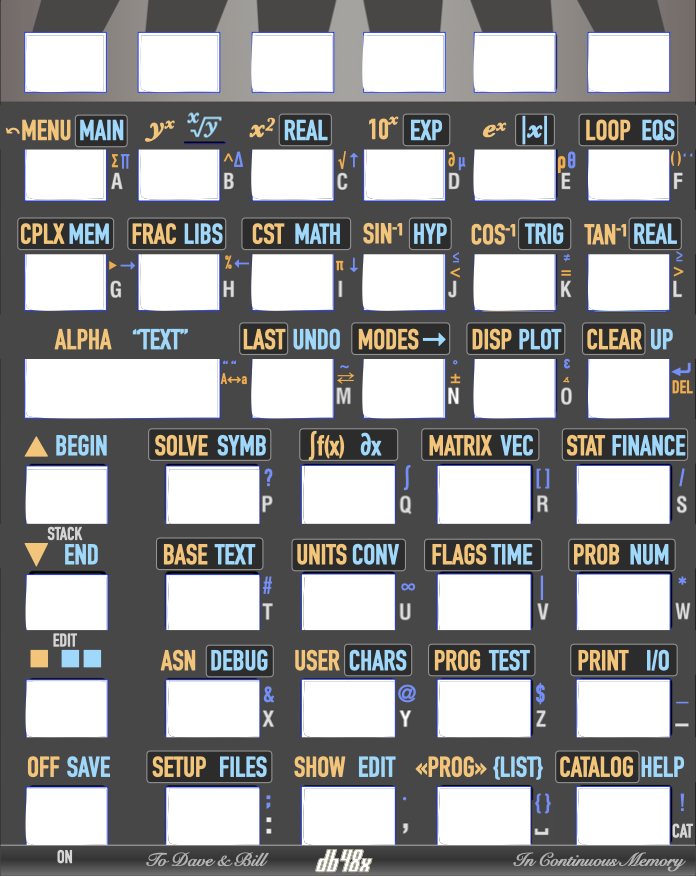 ⤺MENU MAIN yˣ ˣ√y x² REAL 10ˣ EXP eˣ |x| LOOP EQS
Σ∏ ^Δ √↑ ∂μ ρθ ()
A B C D E F
CPLX MEM FRAC LIBS CST MATH SIN⁻¹ HYP COS⁻¹ TRIG TAN⁻¹ REAL
▶→ %← π↓ ≤ < ≠ = ≥ >
G H I J K L
ALPHA “TEXT” LAST UNDO MODES → DISP PLOT CLEAR UP
A↔a ~ ⇄ ° ± ε ↵ DEL
M N O
▲ BEGIN SOLVE SYMB ∫f(x) ∂x MATRIX VEC STAT FINANCE
? ∫ [] /
P Q R S
STACK
▼ END BASE TEXT UNITS CONV FLAGS TIME PROB NUM
# ∞ | *
T U V W
EDIT
ASN DEBUG USER CHARS PROG TEST PRINT I/O
& @ $ _
X Y Z —
OFF SAVE SETUP FILES SHOW EDIT «PROG» {LIST} CATALOG HELP
; · {} !
: , ␣ CAT
ON To Dave & Bill db48x In Continuous Memory